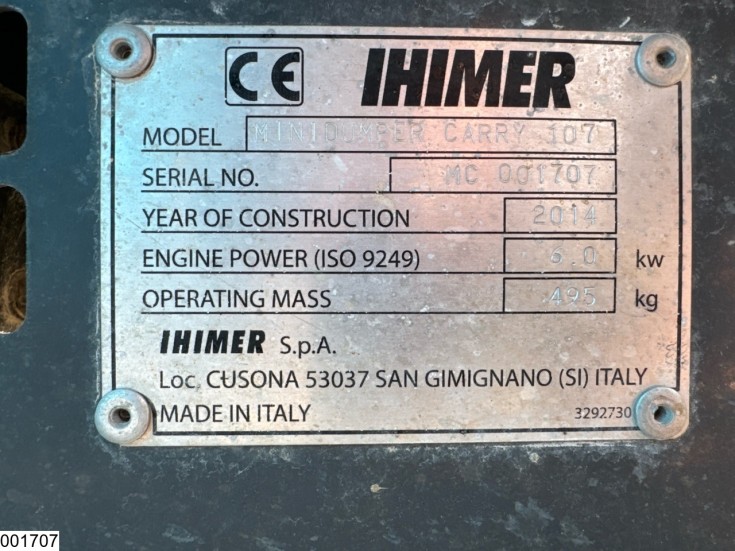 CE IHIMER
MODEL MINIDUMPER CARRY 107
SERIAL NO. MC 001707
YEAR OF CONSTRUCTION 2014
ENGINE POWER (ISO 9249) 6.0 kw
OPERATING MASS 495 kg
IHIMER S.p.A.
Loc. CUSONA 53037 SAN GIMIGNANO (SI) ITALY
MADE IN ITALY 3292730
001707